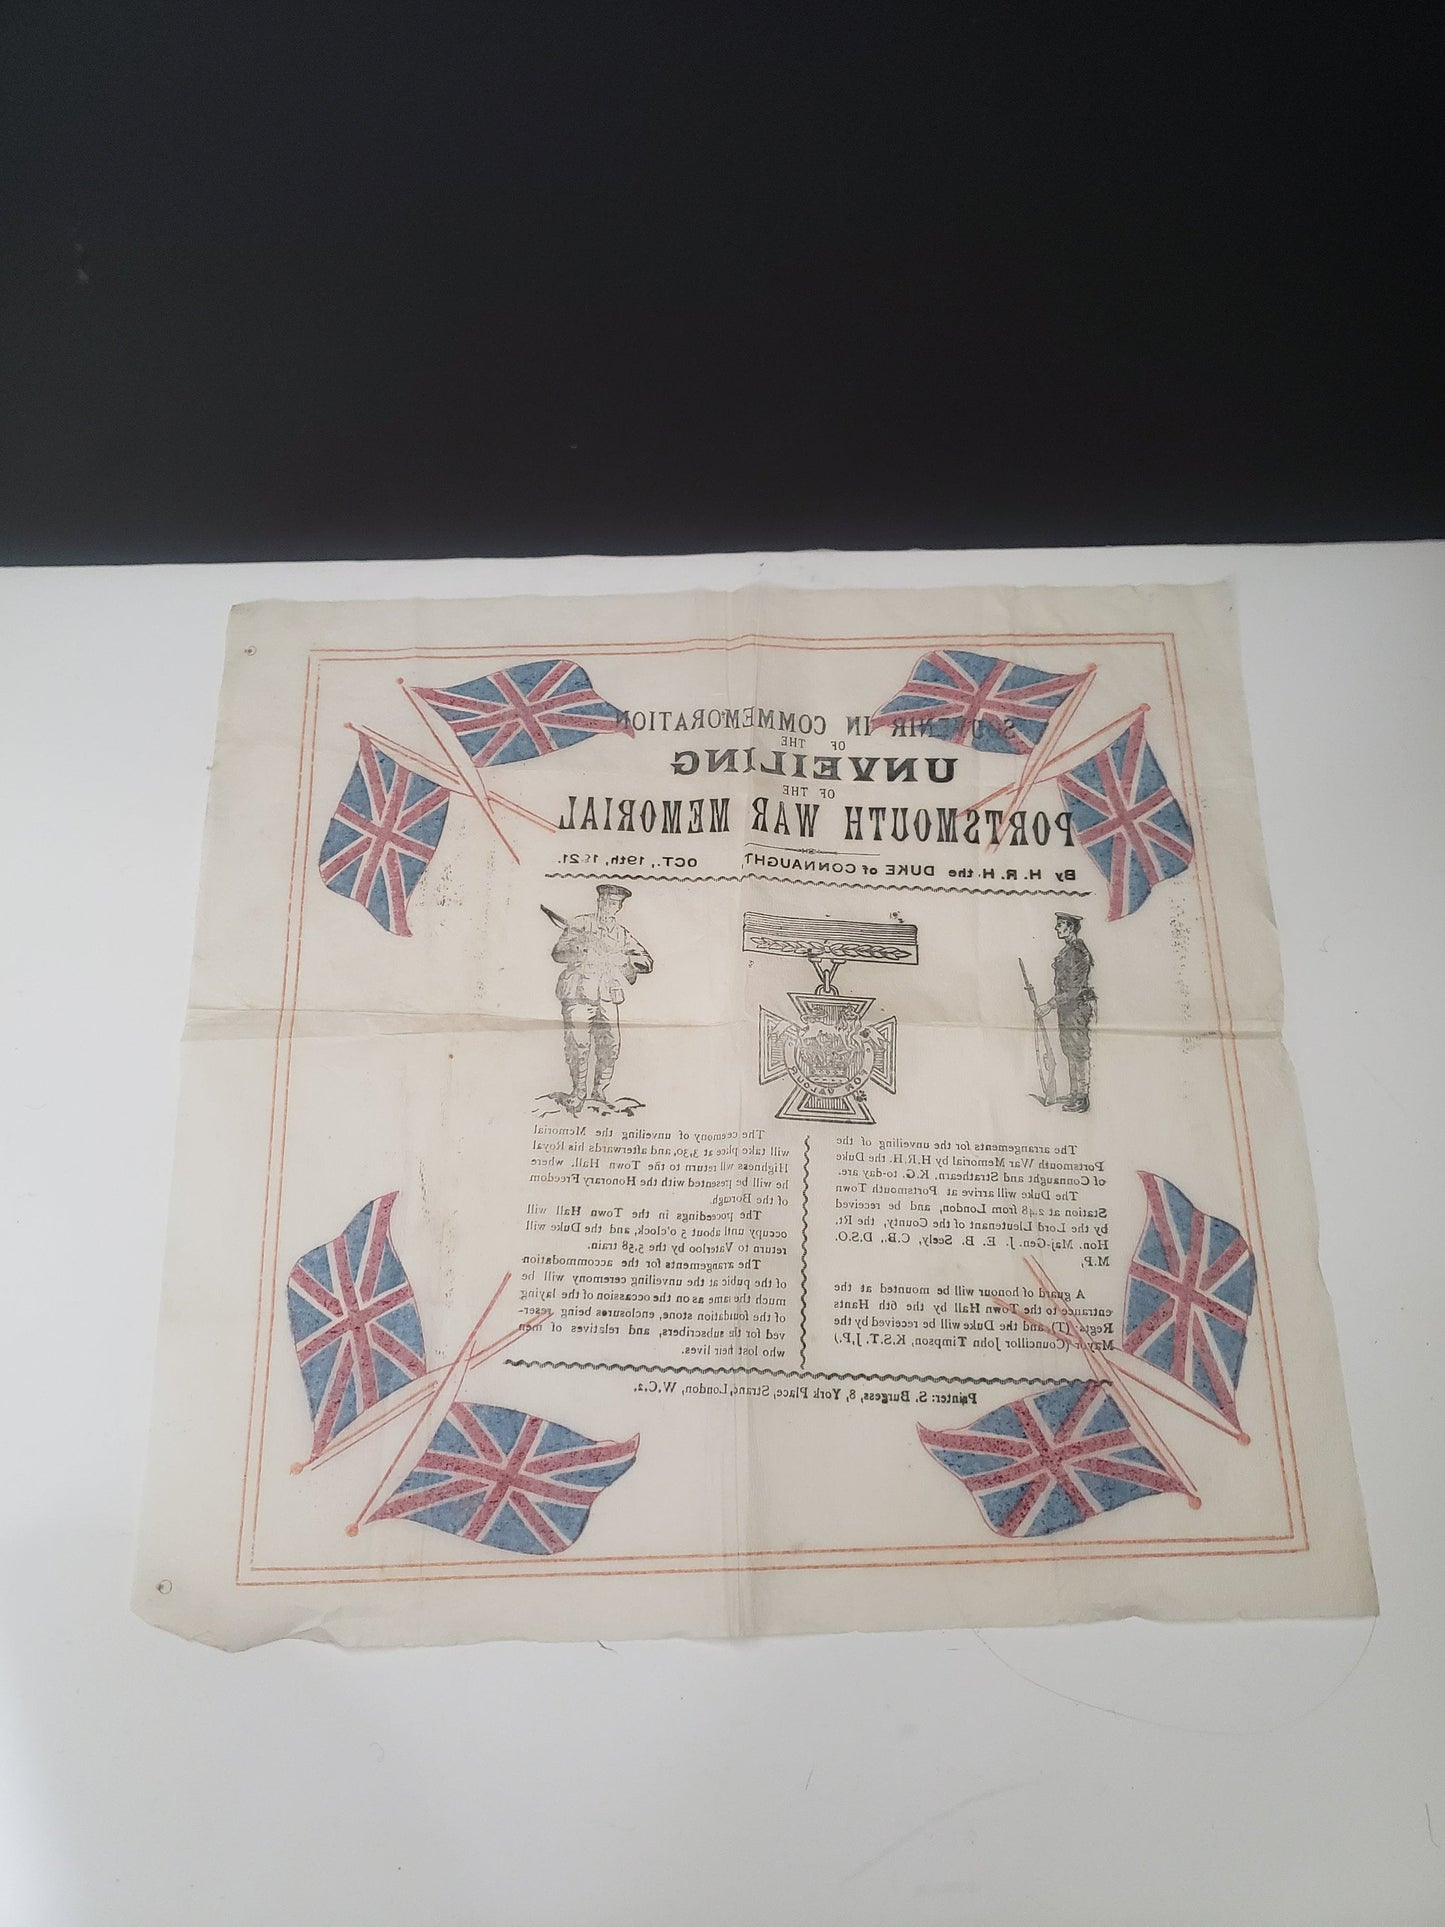 SOUVENIR IN COMMEMORATION
OF THE
UNVEILING
OF THE
PORTSMOUTH WAR MEMORIAL
By H. R. H. the DUKE of CONNAUGHT, OCT., 19th, 1921.
FOR VALOUR
The arrangements for the unveiling of the
Portsmouth War Memorial by H.R.H. the Duke
of Connaught and Strathearn, K.G. to-day are.
The Duke will arrive at Portsmouth Town
Station at 2.48 from London, and be received
by the Lord Lieutenant of the County, the Rt.
Hon. Maj-Gen. J. E. B. Seely, C.B., D.S.O.
M.P,
A guard of honour will be mounted at the
entrance to the Town Hall by the 6th Hants
Regt: (T), and the Duke will be received by the
Mayor (Councillor John Timpson, K.S.T. J,P,)
The ceremony of unveiling the Memorial
will take place at 3.30, and afterwards his Royal
Highness will return to the Town Hall. where
he will be presented with the Honorary Freedom
of the Borough.
The proceedings in the Town Hall will
occupy until about 5 o'clock, and the Duke will
return to Waterloo by the 5.58 train.
The arrangements for the accommodation
of the public at the unveiling ceremony will be
much the same as on the occassion of the laying
of the foundation stone, enclosures being reser-
ved for the subscribers, and relatives of men
who lost their lives.
Printer: S. Burgess, 8, York Place, Strand, London, W.C.2.